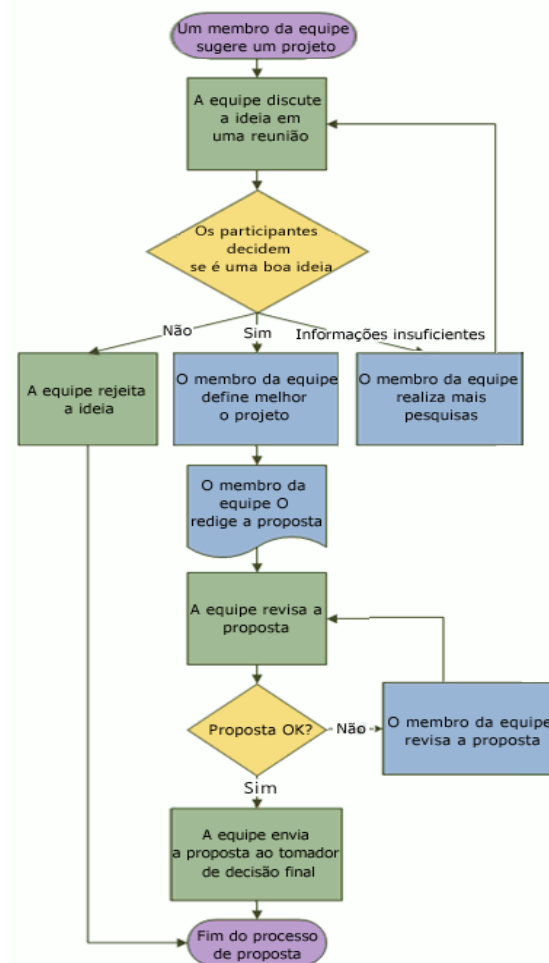 Um membro da equipe
sugere um projeto
A equipe discute
a ideia em
uma reunião
Os participantes
decidem
se é uma boa ideia
Não
Sim
Informações insuficientes
A equipe rejeita
a ideia
O membro da equipe
define melhor
o projeto
O membro da equipe
realiza mais
pesquisas
O membro da
equipe O
redige a proposta
A equipe revisa a
proposta
Proposta OK?
Não
O membro da equipe
revisa a proposta
Sim
A equipe envia
a proposta ao tomador
de decisão final
Fim do processo
de proposta